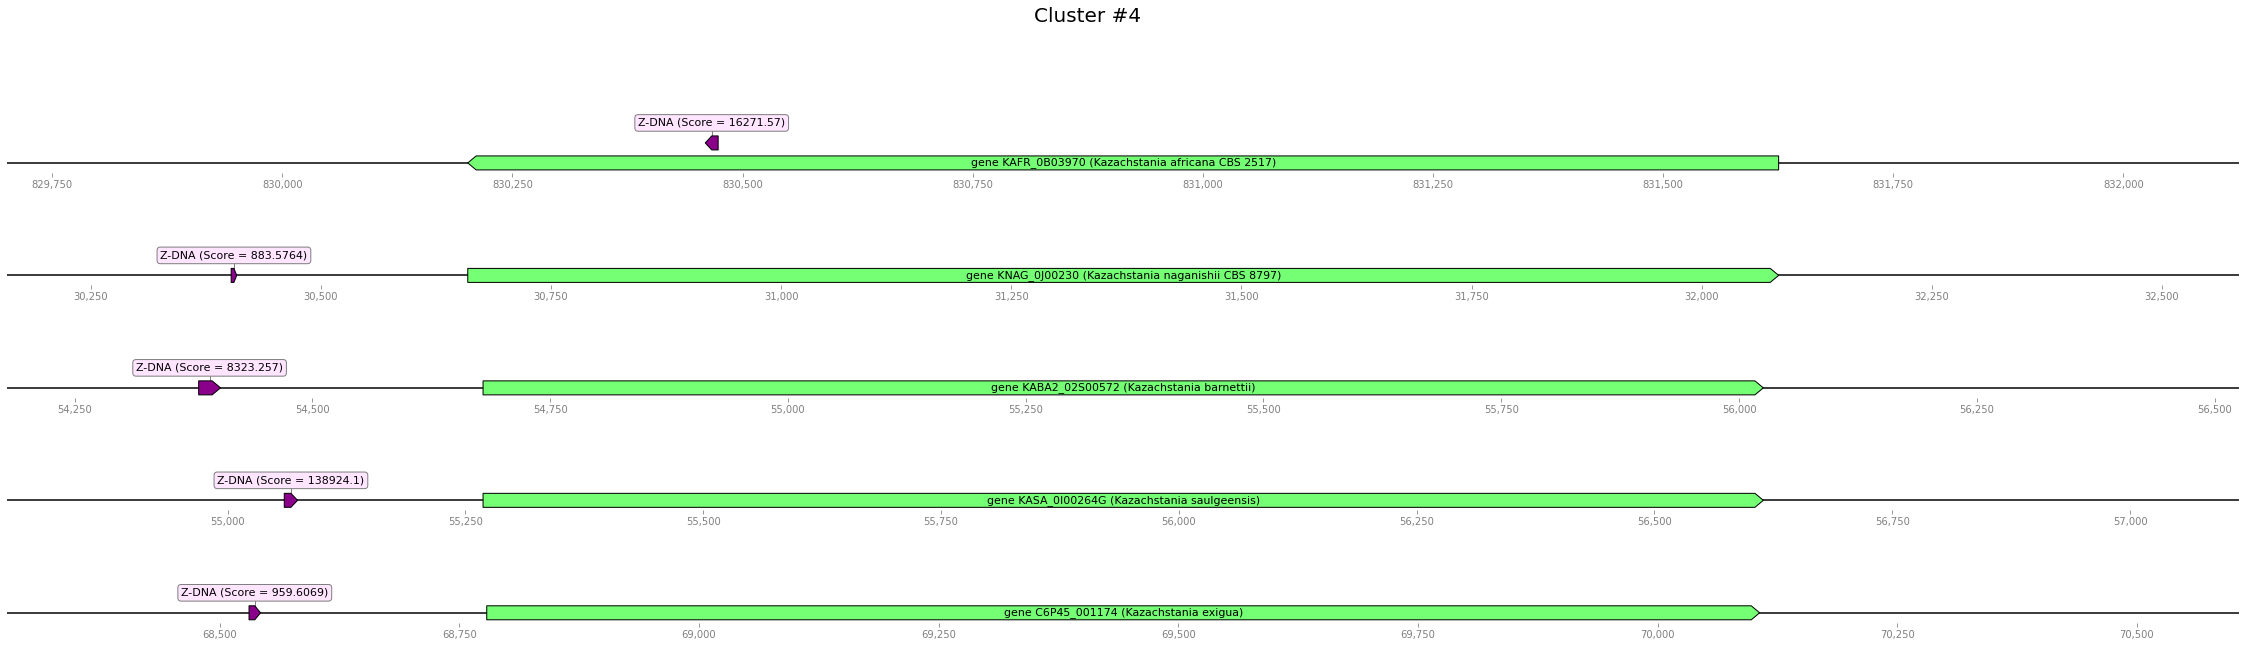 Cluster #4
Z-DNA (Score = 16271.57)
gene KAFR_0B03970 (Kazachstania africana CBS 2517)
829,750 830,000 830,250 830,500 830,750 831,000 831,250 831,500 831,750 832,000
Z-DNA (Score = 883.5764)
gene KNAG_0J00230 (Kazachstania naganishii CBS 8797)
30,250 30,500 30,750 31,000 31,250 31,500 31,750 32,000 32,250 32,500
Z-DNA (Score = 8323.257)
gene KABA2_02S00572 (Kazachstania barnettii)
54,250 54,500 54,750 55,000 55,250 55,500 55,750 56,000 56,250 56,500
Z-DNA (Score = 138924.1)
gene KASA_0I00264G (Kazachstania saulgeensis)
55,000 55,250 55,500 55,750 56,000 56,250 56,500 56,750 57,000
Z-DNA (Score = 959.6069)
gene C6P45_001174 (Kazachstania exigua)
68,500 68,750 69,000 69,250 69,500 69,750 70,000 70,250 70,500